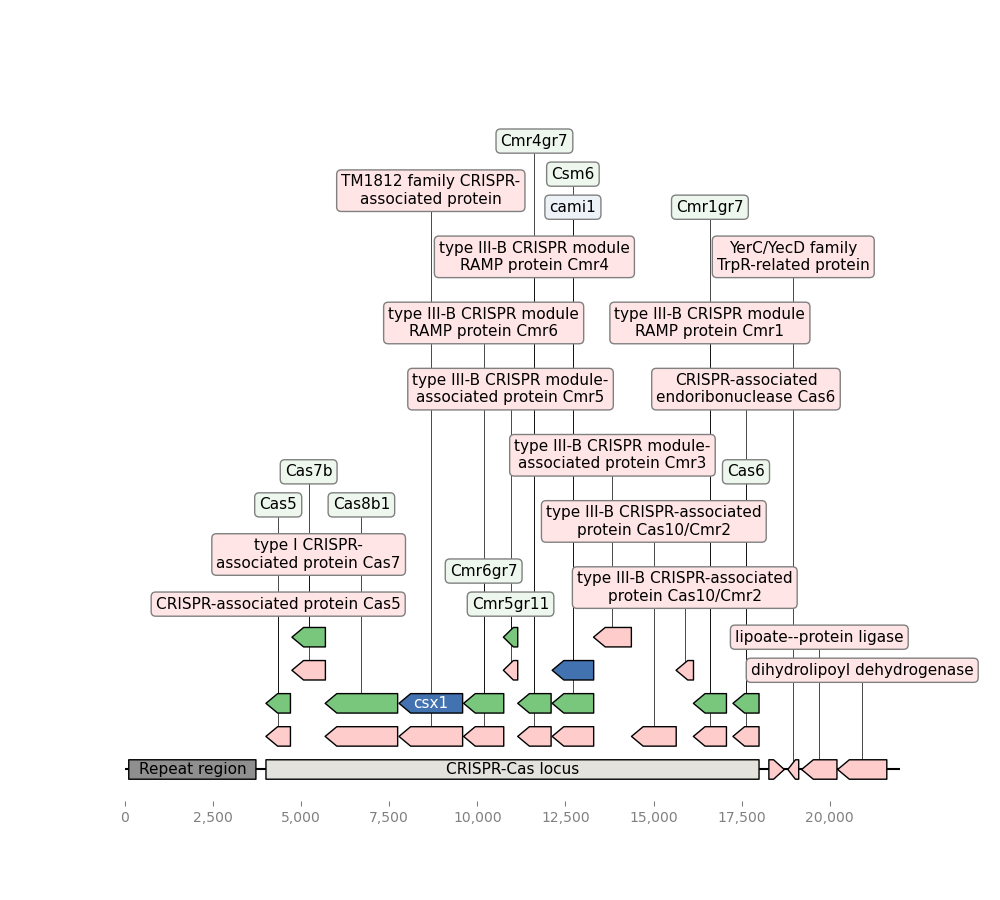 Cmr4gr7
Csm6
TM1812 family CRISPR-
associated protein
cami1
Cmr1gr7
type III-B CRISPR module
RAMP protein Cmr4
YerC/YecD family
TrpR-related protein
type III-B CRISPR module
RAMP protein Cmr6
type III-B CRISPR module
RAMP protein Cmr1
type III-B CRISPR module-
associated protein Cmr5
CRISPR-associated
endoribonuclease Cas6
type III-B CRISPR module-
associated protein Cmr3
Cas7b
Cas6
Cas5
Cas8b1
type III-B CRISPR-associated
protein Cas10/Cmr2
type I CRISPR-
associated protein Cas7
Cmr6gr7
type III-B CRISPR-associated
protein Cas10/Cmr2
CRISPR-associated protein Cas5
Cmr5gr11
lipoate--protein ligase
dihydrolipoyl dehydrogenase
csx1
Repeat region
CRISPR-Cas locus
0
2,500
5,000
7,500
10,000
12,500
15,000
17,500
20,000